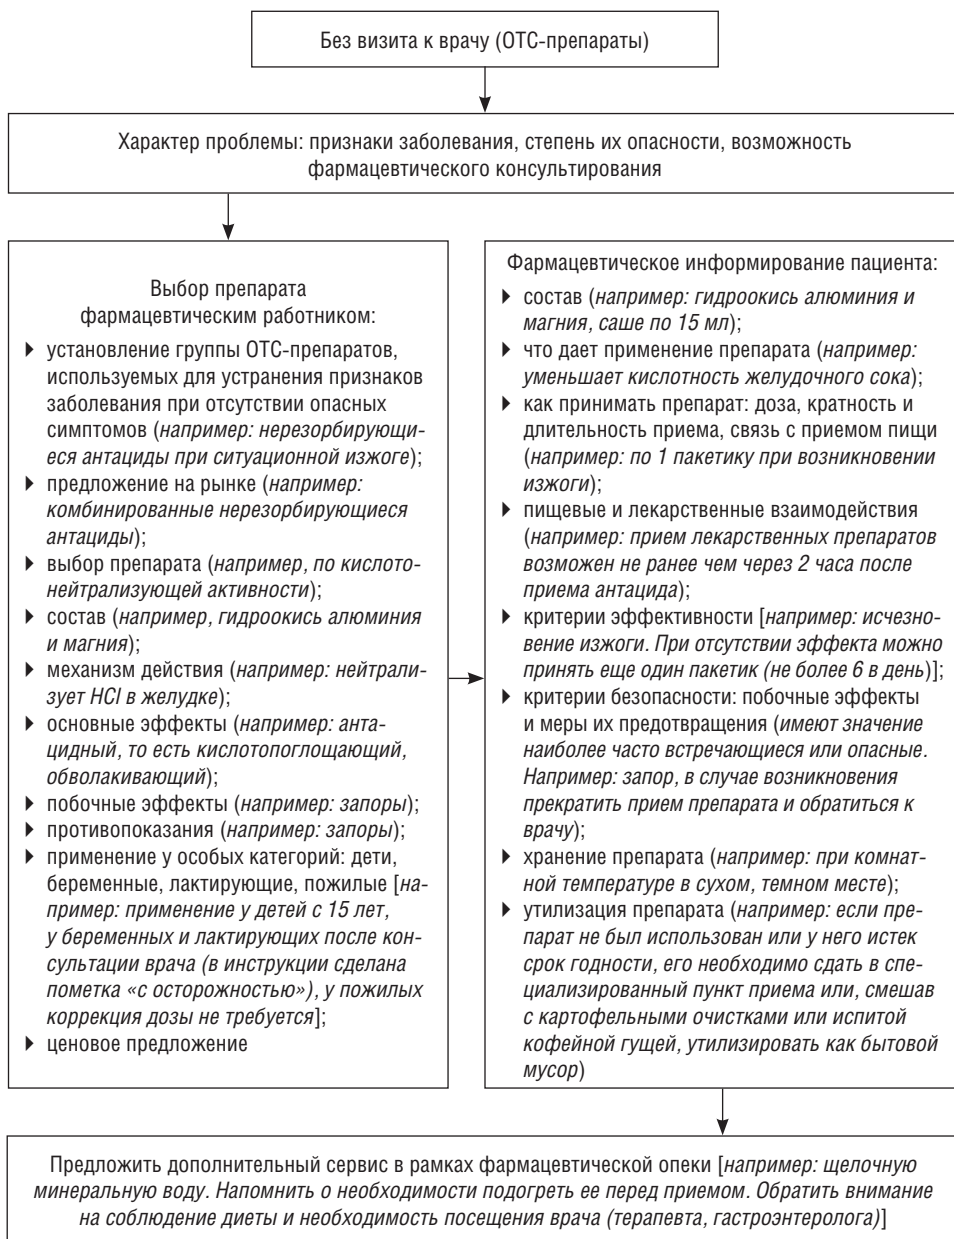 Без визита к врачу (ОТС-препараты)
Характер проблемы: признаки заболевания, степень их опасности, возможность
фармацевтического консультирования
Выбор препарата
фармацевтическим работником:
▶ установление группы ОТС-препаратов,
используемых для устранения признаков
заболевания при отсутствии опасных
симптомов (например: нерезорбирующи-
еся антациды при ситуационной изжоге);
▶ предложение на рынке (например:
комбинированные нерезорбирующиеся
антациды);
▶ выбор препарата (например, по кислото-
нейтрализующей активности);
▶ состав (например, гидроокись алюминия
и магния);
▶ механизм действия (например: нейтрали-
зует HCl в желудке);
▶ основные эффекты (например: анта-
цидный, то есть кислотопоглощающий,
обволакивающий);
▶ побочные эффекты (например: запоры);
▶ противопоказания (например: запоры);
▶ применение у особых категорий: дети,
беременные, лактирующие, пожилые [на-
пример: применение у детей с 15 лет,
у беременных и лактирующих после кон-
сультации врача (в инструкции сделана
пометка «с осторожностью»), у пожилых
коррекция дозы не требуется];
▶ ценовое предложение
Фармацевтическое информирование пациента:
▶ состав (например: гидроокись алюминия и
магния, саше по 15 мл);
▶ что дает применение препарата (например:
уменьшает кислотность желудочного сока);
▶ как принимать препарат: доза, кратность и
длительность приема, связь с приемом пищи
(например: по 1 пакетику при возникновении
изжоги);
▶ пищевые и лекарственные взаимодействия
(например: прием лекарственных препаратов
возможен не ранее чем через 2 часа после
приема антацида);
▶ критерии эффективности [например: исчезно-
вение изжоги. При отсутствии эффекта можно
принять еще один пакетик (не более 6 в день)];
▶ критерии безопасности: побочные эффекты
и меры их предотвращения (имеют значение
наиболее часто встречающиеся или опасные.
Например: запор, в случае возникновения
прекратить прием препарата и обратиться к
врачу);
▶ хранение препарата (например: при комнат-
ной температуре в сухом, темном месте);
▶ утилизация препарата (например: если пре-
парат не был использован или у него истек
срок годности, его необходимо сдать в спе-
циализированный пункт приема или, смешав
с картофельными очистками или испитой
кофейной гущей, утилизировать как бытовой
мусор)
Предложить дополнительный сервис в рамках фармацевтической опеки [например: щелочную
минеральную воду. Напомнить о необходимости подогреть ее перед приемом. Обратить внимание
на соблюдение диеты и необходимость посещения врача (терапевта, гастроэнтеролога)]